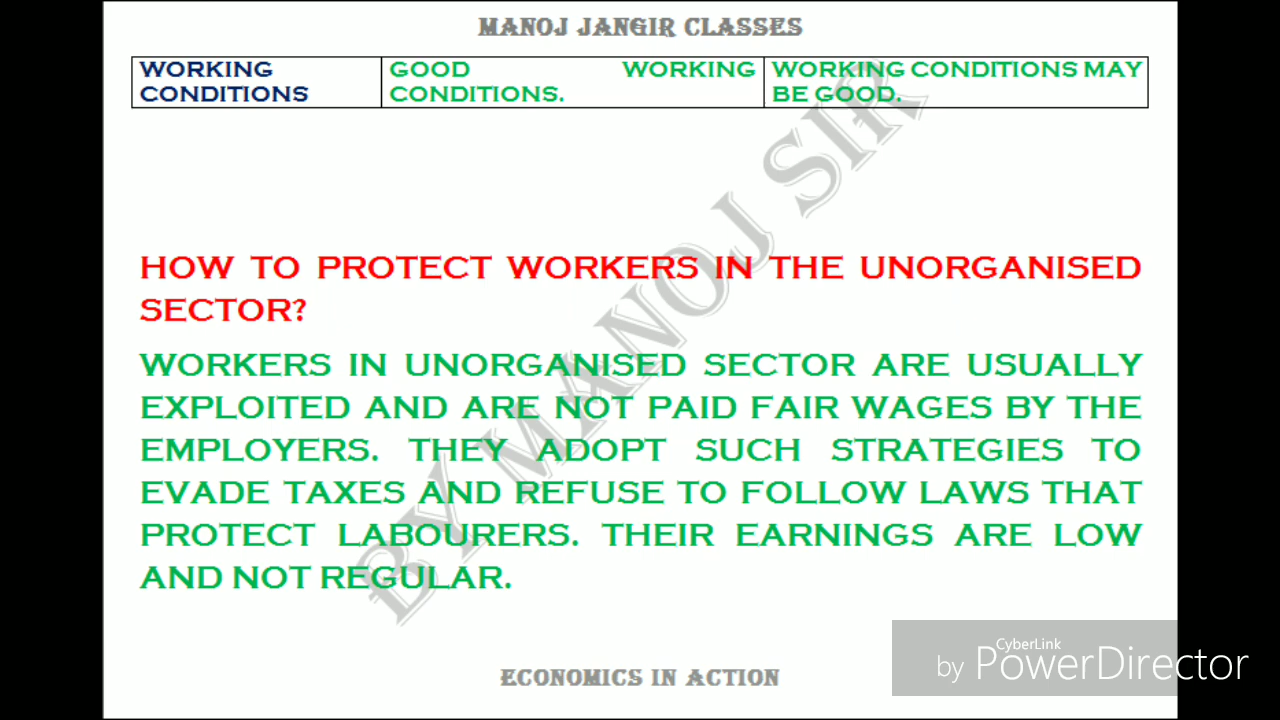 MANOJ JANGIR CLASSES
WORKING
CONDITIONS
GOOD WORKING
CONDITIONS.
WORKING CONDITIONS MAY
BE GOOD.
HOW TO PROTECT WORKERS IN THE UNORGANISED
SECTOR?
WORKERS IN UNORGANISED SECTOR ARE USUALLY
EXPLOITED AND ARE NOT PAID FAIR WAGES BY THE
EMPLOYERS. THEY ADOPT SUCH STRATEGIES TO
EVADE TAXES AND REFUSE TO FOLLOW LAWS THAT
PROTECT LABOURERS. THEIR EARNINGS ARE LOW
AND NOT REGULAR.
BY MANOJ SIR
ECONOMICS IN ACTION
CyberLink
by PowerDirector